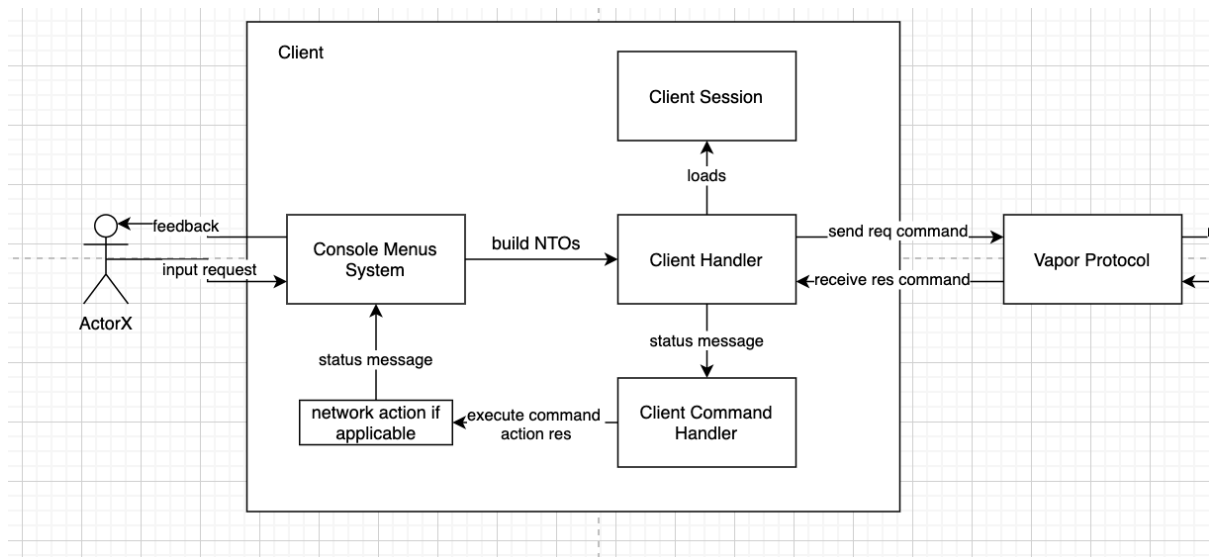 Client
Client Session
loads
feedback
Console Menus
System
build NTOs
Client Handler
send req command
Vapor Protocol
input request
receive res command
ActorX
status message
status message
network action if
applicable
execute command
action res
Client Command
Handler